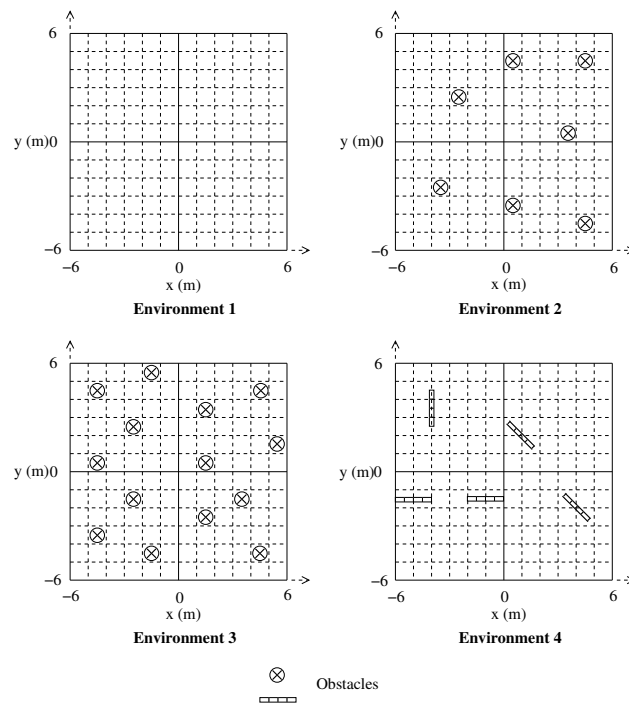 6
y (m)0
−6
−6 0 6
x (m)
Environment 1
6
y (m)0
−6
−6 0 6
x (m)
Environment 2
6
y (m)0
−6
−6 0 6
x (m)
Environment 3
6
y (m)0
−6
−6 0 6
x (m)
Environment 4
Obstacles